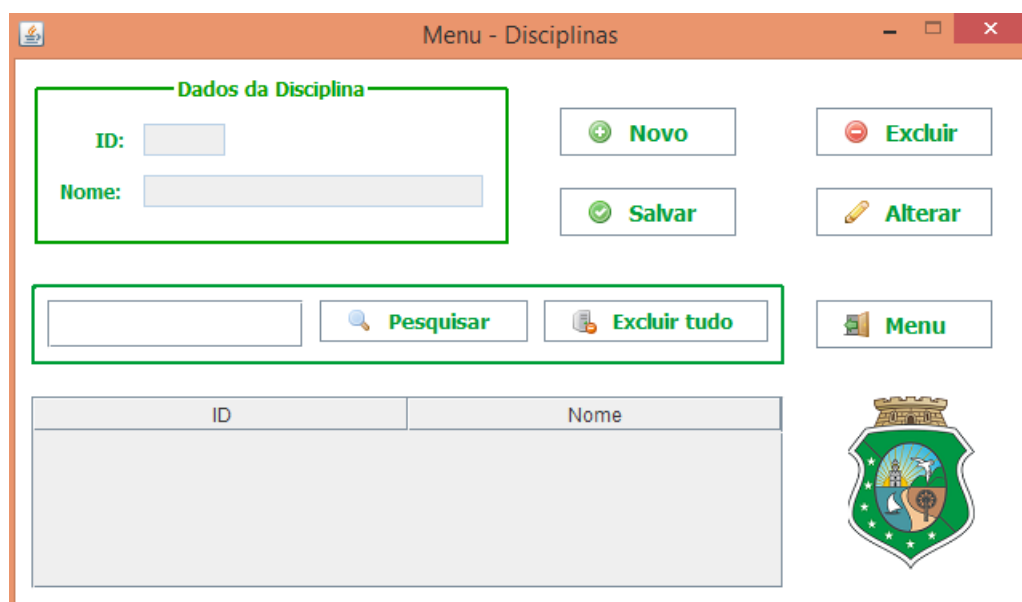 Menu - Disciplinas
Dados da Disciplina
ID:
Nome:
Novo
Excluir
Salvar
Alterar
Pesquisar
Excluir tudo
Menu
ID
Nome